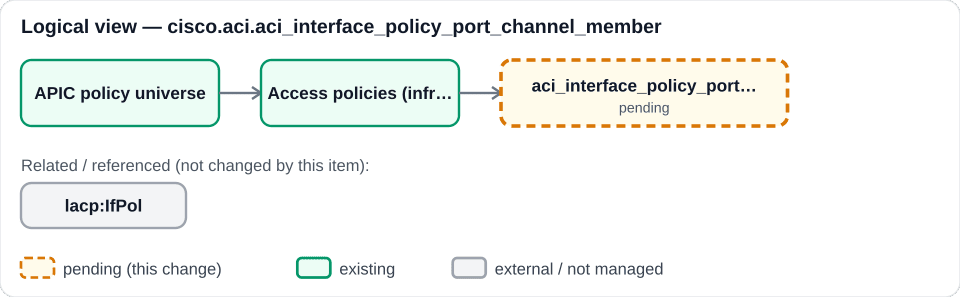 Logical view — cisco.aci.aci_interface_policy_port_channel_member
APIC policy universe
Access policies (infr…
aci_interface_policy_port…
pending
Related / referenced (not changed by this item):
lacp:IfPol
pending (this change)
existing
external / not managed